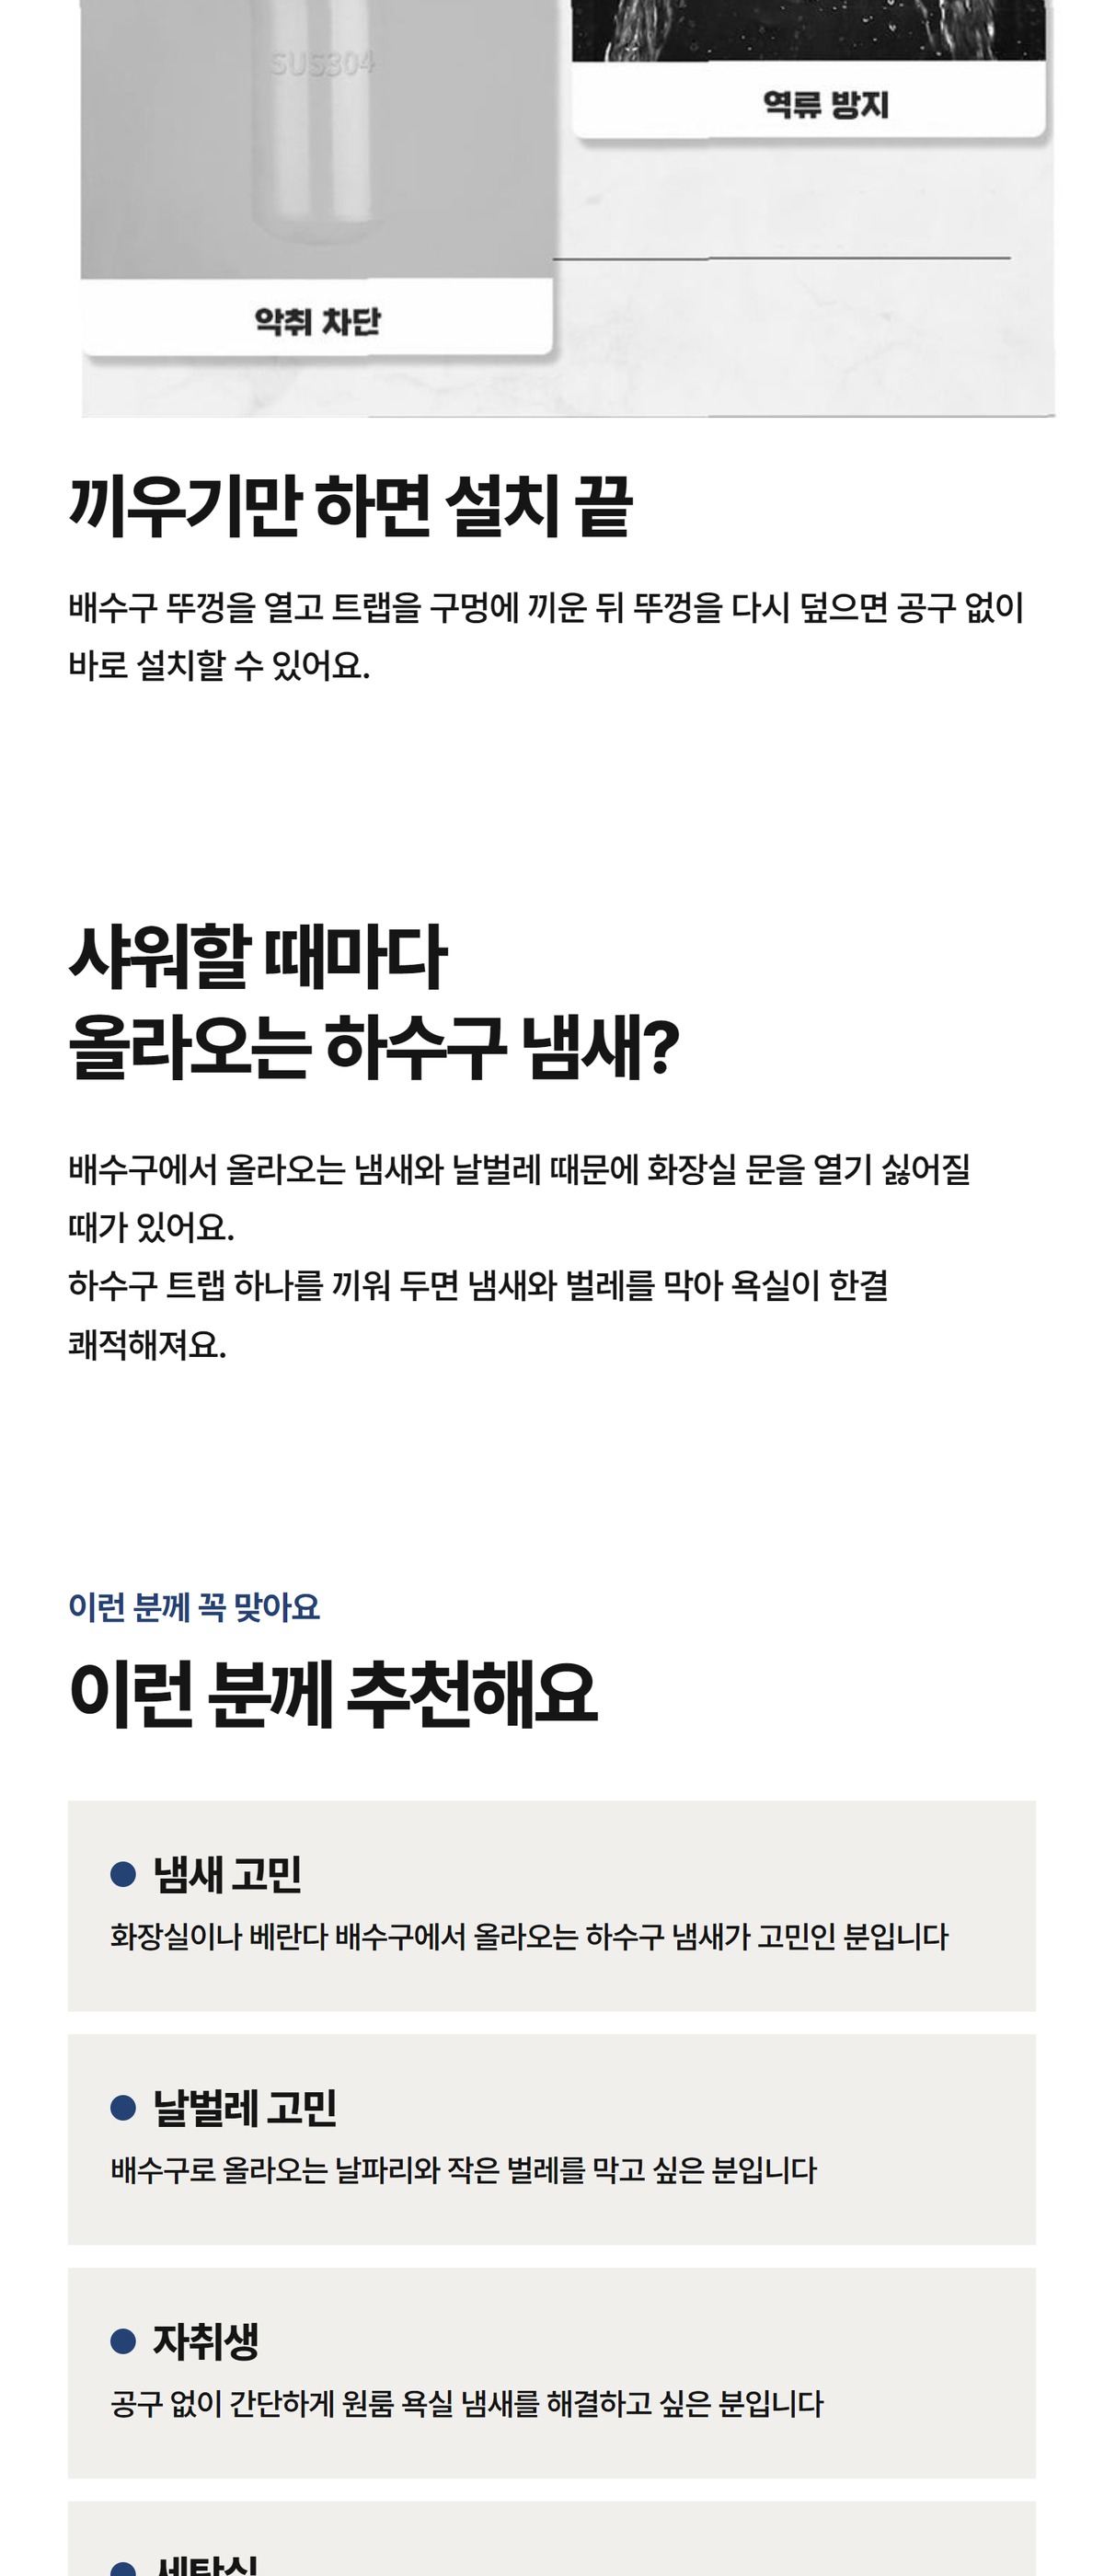 SUS304
역류 방지
악취 차단
끼우기만 하면 설치 끝
배수구 뚜껑을 열고 트랩을 구멍에 끼운 뒤 뚜껑을 다시 덮으면 공구 없이
바로 설치할 수 있어요.
샤워할 때마다
올라오는 하수구 냄새?
배수구에서 올라오는 냄새와 날벌레 때문에 화장실 문을 열기 싫어질
때가 있어요.
하수구 트랩 하나를 끼워 두면 냄새와 벌레를 막아 욕실이 한결
쾌적해져요.
이런 분께 꼭 맞아요
이런 분께 추천해요
냄새 고민
화장실이나 베란다 배수구에서 올라오는 하수구 냄새가 고민인 분입니다
날벌레 고민
배수구로 올라오는 날파리와 작은 벌레를 막고 싶은 분입니다
자취생
공구 없이 간단하게 원룸 욕실 냄새를 해결하고 싶은 분입니다